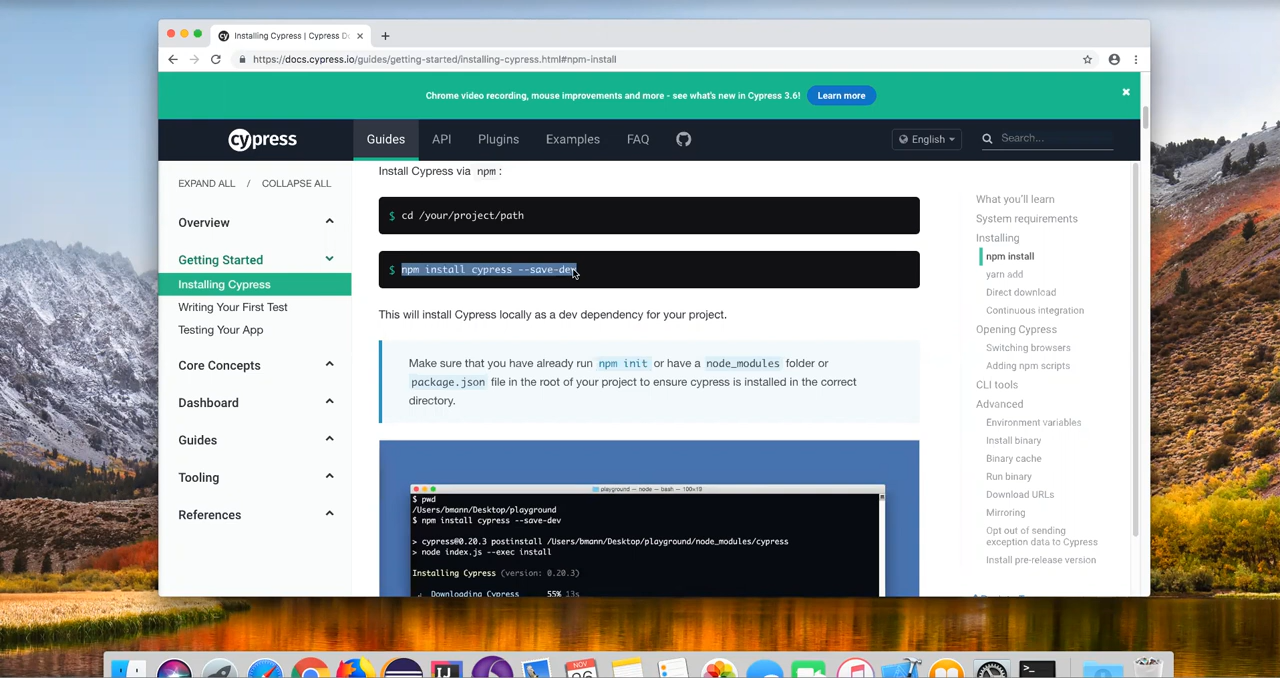 Installing Cypress | Cypress Do
https://docs.cypress.io/guides/getting-started/installing-cypress.html#npm-install
Chrome video recording, mouse improvements and more - see what's new in Cypress 3.6!
Learn more
cypress
Guides
API
Plugins
Examples
FAQ
English
Search...
EXPAND ALL / COLLAPSE ALL
Overview
Getting Started
Installing Cypress
Writing Your First Test
Testing Your App
Core Concepts
Dashboard
Guides
Tooling
References
Install Cypress via npm:
$ cd /your/project/path
$ npm install cypress --save-dev
This will install Cypress locally as a dev dependency for your project.
Make sure that you have already run npm init or have a node_modules folder or
package.json file in the root of your project to ensure cypress is installed in the correct
directory.
playground — node — bash — 100×10
$ pwd
/Users/bmann/Desktop/playground
$ npm install cypress --save-dev
> cypress@0.20.3 postinstall /Users/bmann/Desktop/playground/node_modules/cypress
> node index.js --exec install
Installing Cypress (version: 0.20.3)
Downloading Cypress 55% 13s
What you'll learn
System requirements
Installing
npm install
yarn add
Direct download
Continuous integration
Opening Cypress
Switching browsers
Adding npm scripts
CLI tools
Advanced
Environment variables
Install binary
Binary cache
Run binary
Download URLs
Mirroring
Opt out of sending
exception data to Cypress
Install pre-release version
NOV